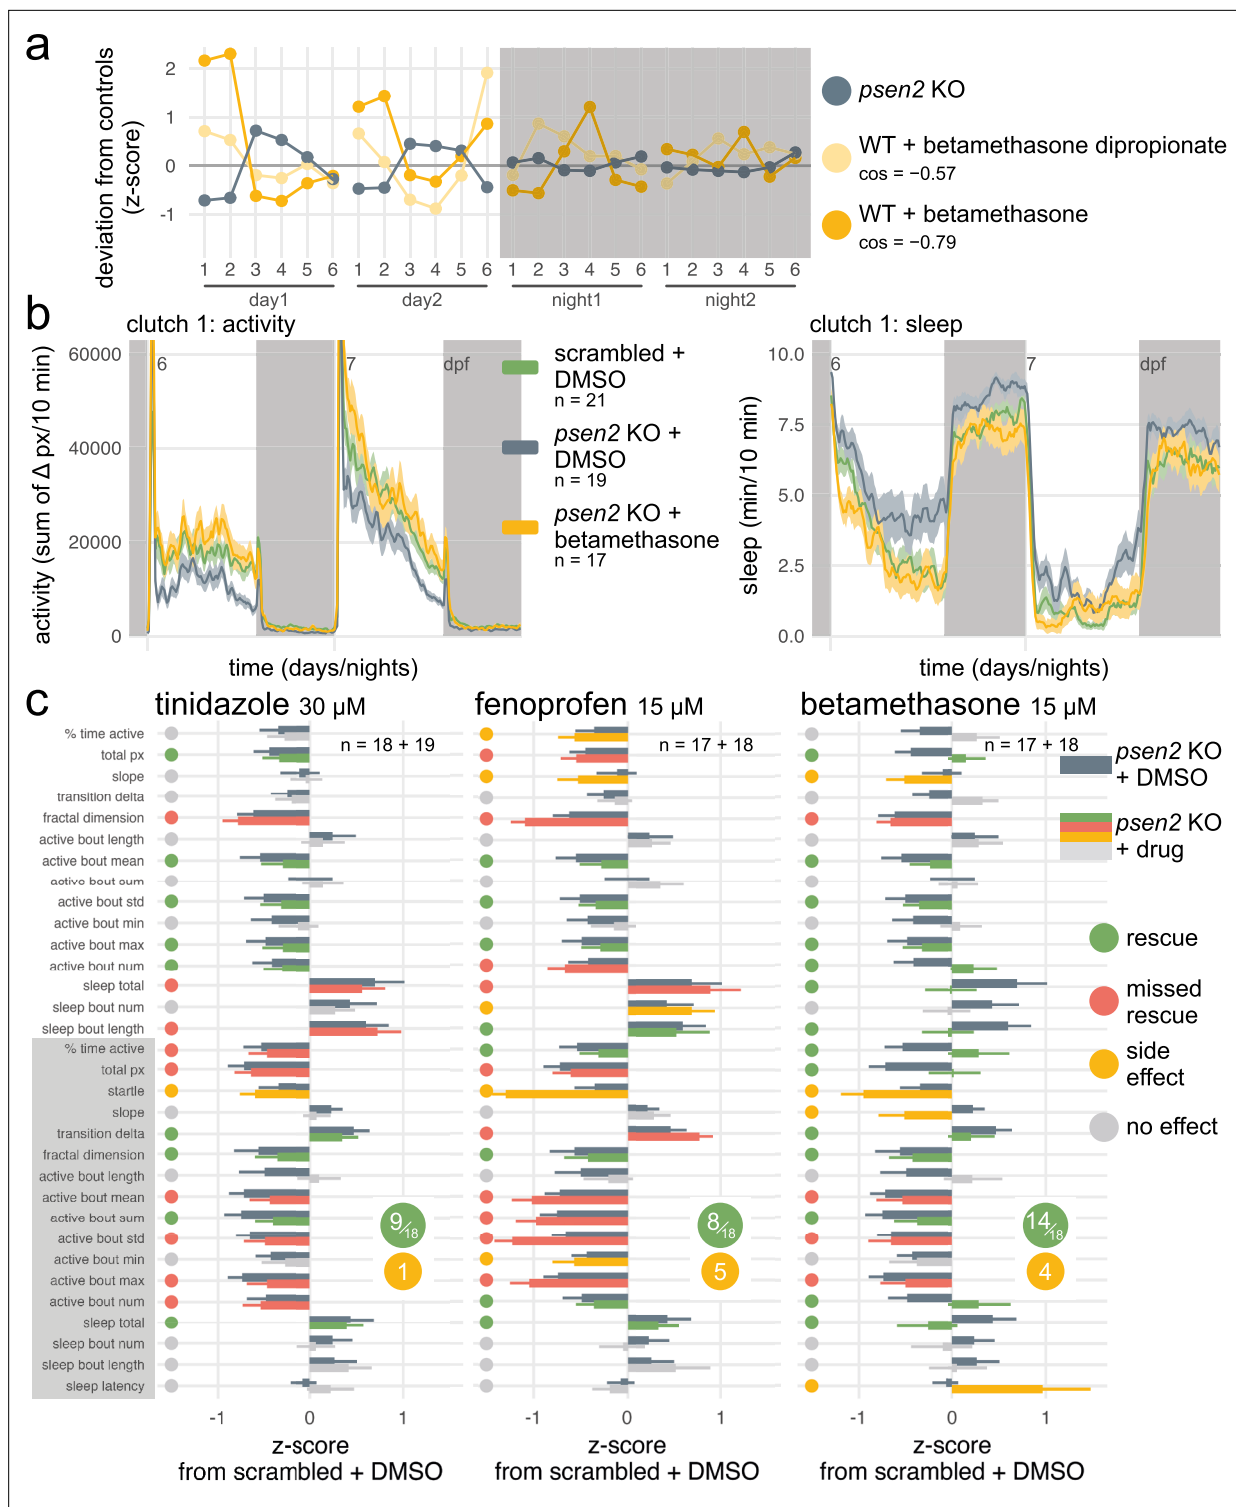 a
deviation from controls
(z-score)
2
1
0
-1
1 2 3 4 5 6 1 2 3 4 5 6 1 2 3 4 5 6 1 2 3 4 5 6
day1 day2 night1 night2
psen2 KO
WT + betamethasone dipropionate
cos = −0.57
WT + betamethasone
cos = −0.79
b
clutch 1: activity
activity (sum of Δ px/10 min)
60000
40000
20000
0
6 7 dpf
time (days/nights)
scrambled +
DMSO
n = 21
psen2 KO +
DMSO
n = 19
psen2 KO +
betamethasone
n = 17
clutch 1: sleep
sleep (min/10 min)
10.0
7.5
5.0
2.5
0.0
6 7 dpf
time (days/nights)
c
tinidazole 30 µM
fenoprofen 15 µM
betamethasone 15 µM
n = 18 + 19
n = 17 + 18
n = 17 + 18
% time active
total px
slope
transition delta
fractal dimension
active bout length
active bout mean
active bout sum
active bout std
active bout min
active bout max
active bout num
sleep total
sleep bout num
sleep bout length
% time active
total px
startle
slope
transition delta
fractal dimension
active bout length
active bout mean
active bout sum
active bout std
active bout min
active bout max
active bout num
sleep total
sleep bout num
sleep bout length
sleep latency
9/18
1
8/18
5
14/18
4
psen2 KO
+ DMSO
psen2 KO
+ drug
rescue
missed
rescue
side
effect
no effect
-1 0 1
-1 0 1
-1 0 1
z-score
from scrambled + DMSO
z-score
from scrambled + DMSO
z-score
from scrambled + DMSO